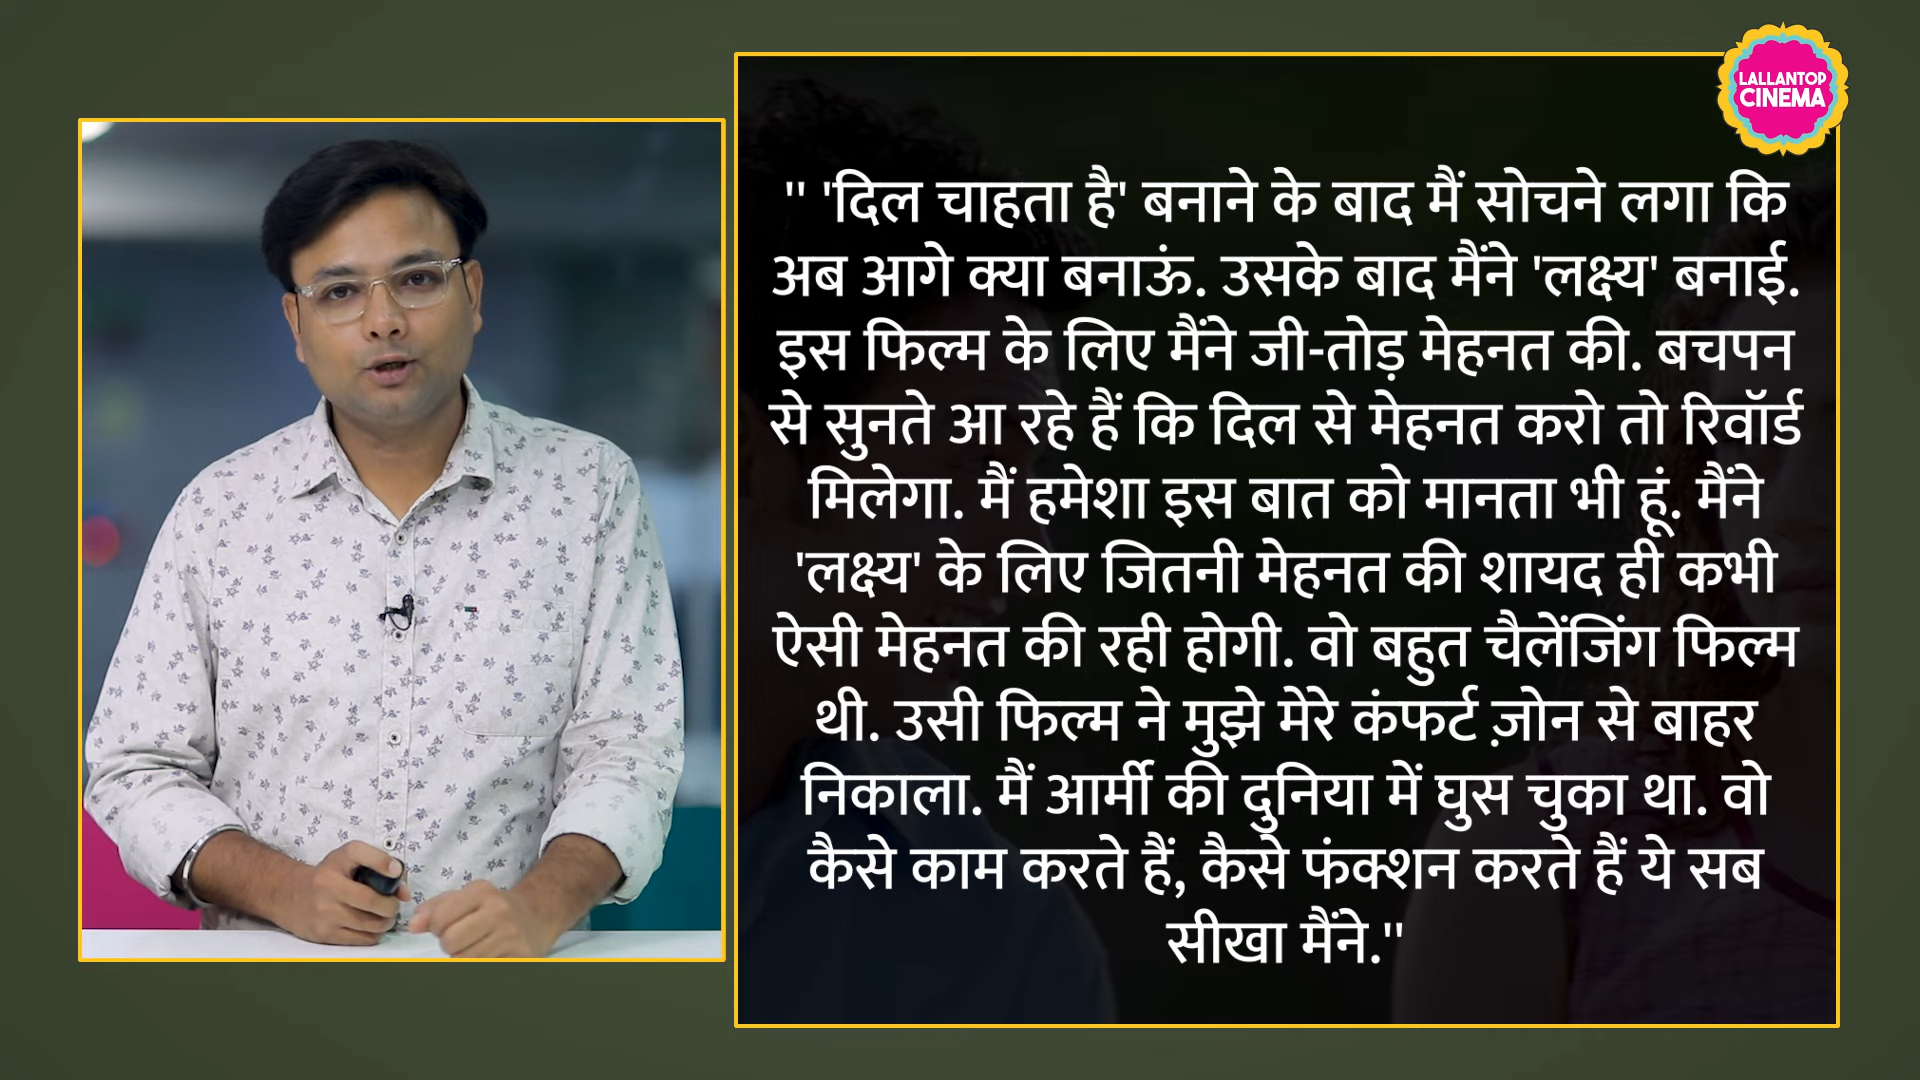 LALLANTOP
CINEMA
" 'दिल चाहता है' बनाने के बाद मैं सोचने लगा कि
अब आगे क्या बनाऊं. उसके बाद मैंने 'लक्ष्य' बनाई.
इस फिल्म के लिए मैंने जी-तोड़ मेहनत की. बचपन
से सुनते आ रहे हैं कि दिल से मेहनत करो तो रिवॉर्ड
मिलेगा. मैं हमेशा इस बात को मानता भी हूं. मैंने
'लक्ष्य' के लिए जितनी मेहनत की शायद ही कभी
ऐसी मेहनत की रही होगी. वो बहुत चैलेंजिंग फिल्म
थी. उसी फिल्म ने मुझे मेरे कंफर्ट ज़ोन से बाहर
निकाला. मैं आर्मी की दुनिया में घुस चुका था. वो
कैसे काम करते हैं, कैसे फंक्शन करते हैं ये सब
सीखा मैंने."